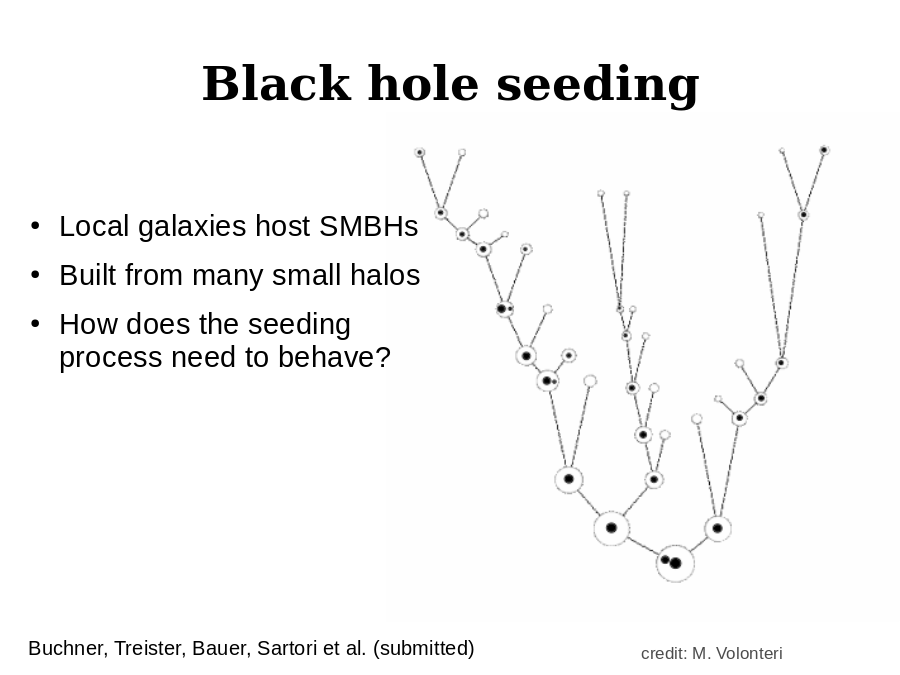 Black hole seeding
• Local galaxies host SMBHs
• Built from many small halos
• How does the seeding
process need to behave?
Buchner, Treister, Bauer, Sartori et al. (submitted)
credit: M. Volonteri